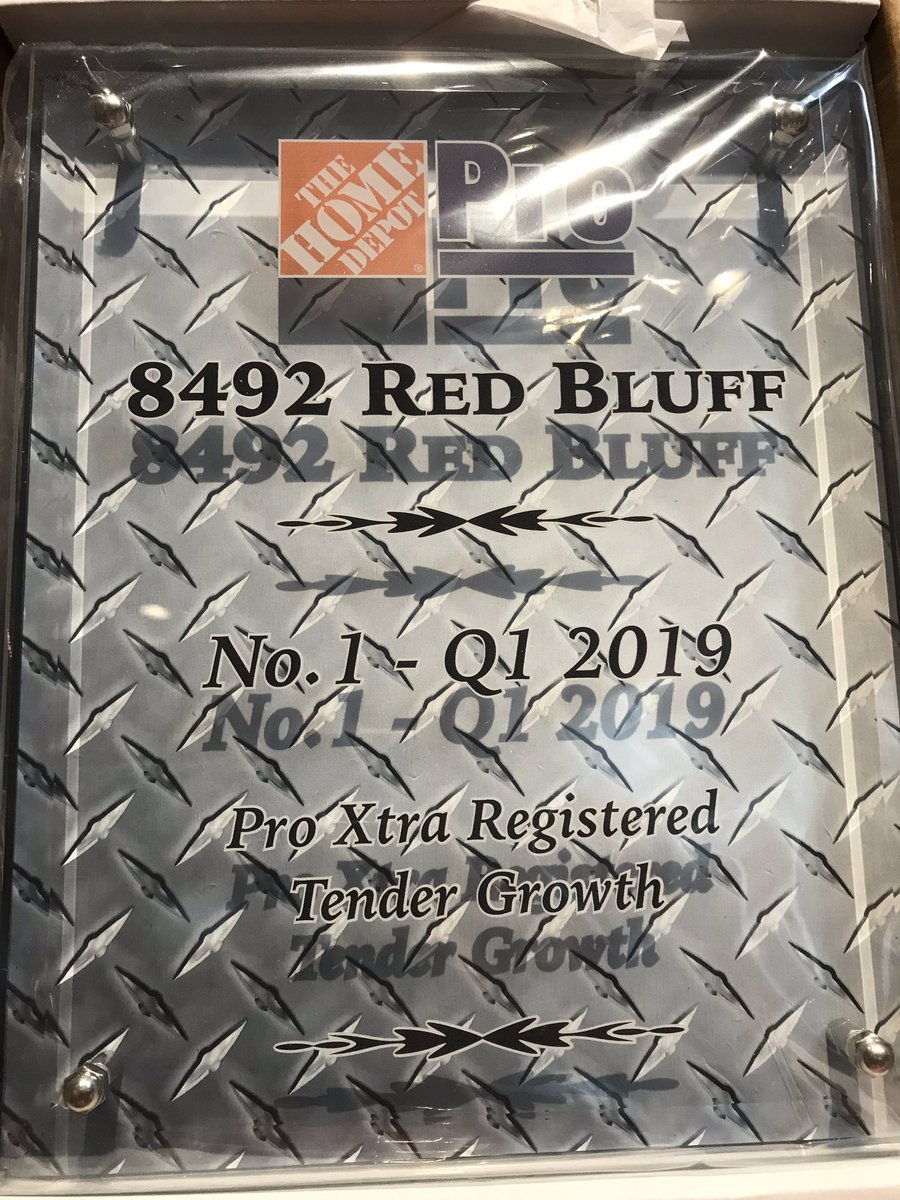 THE
HOME
DEPOT
Pro
8492 RED BLUFF
No.1 - Q1 2019
Pro Xtra Registered
Tender Growth